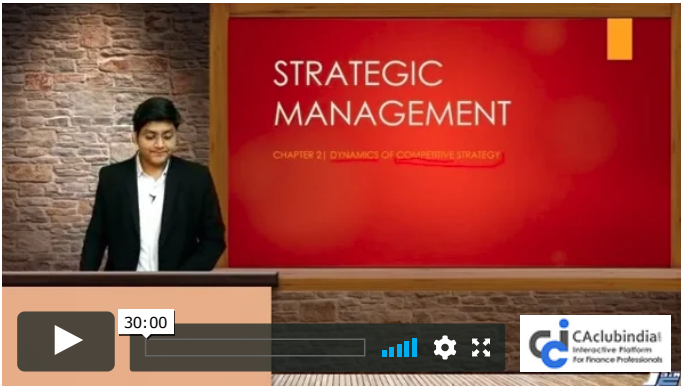 STRATEGIC
MANAGEMENT
CHAPTER 2| DYNAMICS OF COMPETITIVE STRATEGY
30:00
CAclubindia
Interactive Platform
For Finance Professionals